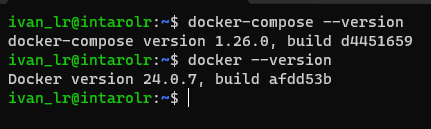 ivan_lr@intarolr:~$ docker-compose --version
docker-compose version 1.26.0, build d4451659
ivan_lr@intarolr:~$ docker --version
Docker version 24.0.7, build afdd53b
ivan_lr@intarolr:~$